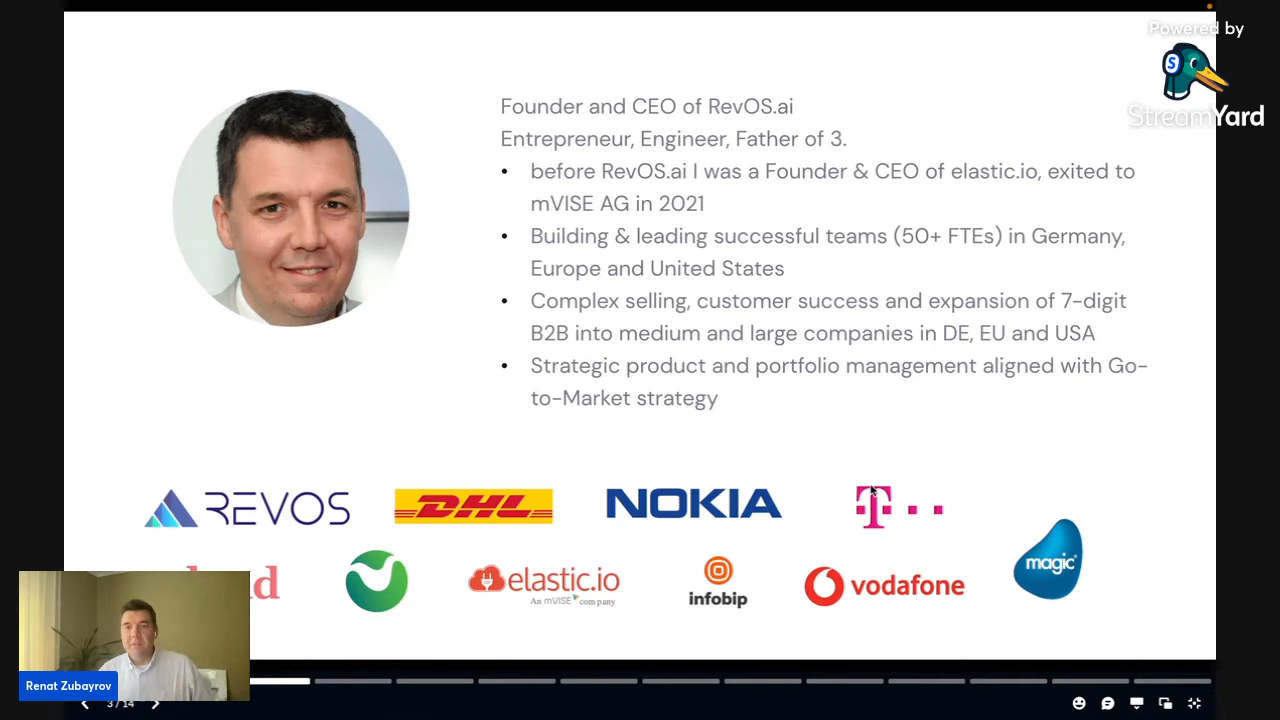 Powered by
StreamYard
Founder and CEO of RevOS.ai
Entrepreneur, Engineer, Father of 3.
• before RevOS.ai I was a Founder & CEO of elastic.io, exited to
mVISE AG in 2021
• Building & leading successful teams (50+ FTEs) in Germany,
Europe and United States
• Complex selling, customer success and expansion of 7-digit
B2B into medium and large companies in DE, EU and USA
• Strategic product and portfolio management aligned with Go-
to-Market strategy
REVOS
DHL
NOKIA
T··
magic
elastic.io
An mVISE company
infobip
vodafone
Renat Zubayrov
3 / 14